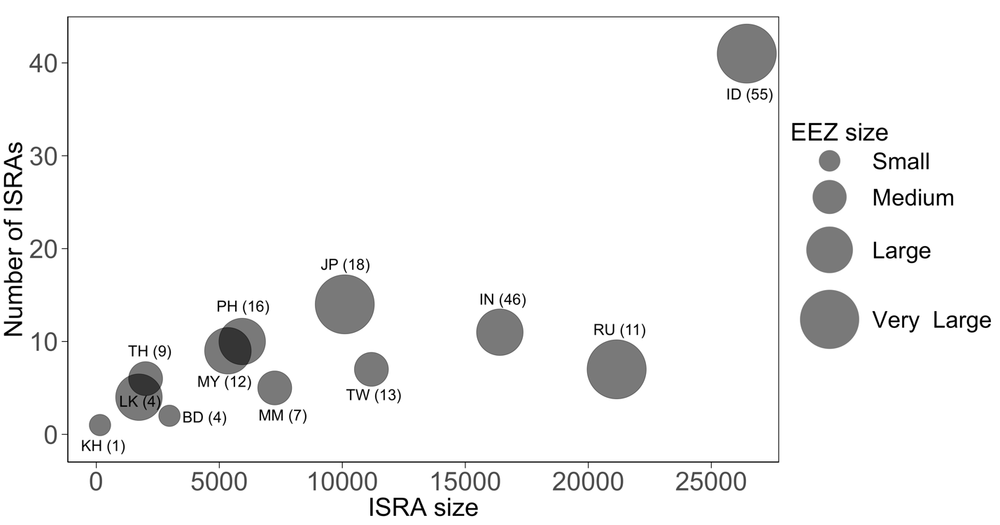 40
30
20
10
0
Number of ISRAs
ID (55)
JP (18)
PH (16)
IN (46)
RU (11)
TH (9)
MY (12)
TW (13)
LK (4)
BD (4)
MM (7)
KH (1)
0 5000 10000 15000 20000 25000
ISRA size
EEZ size
Small
Medium
Large
Very Large